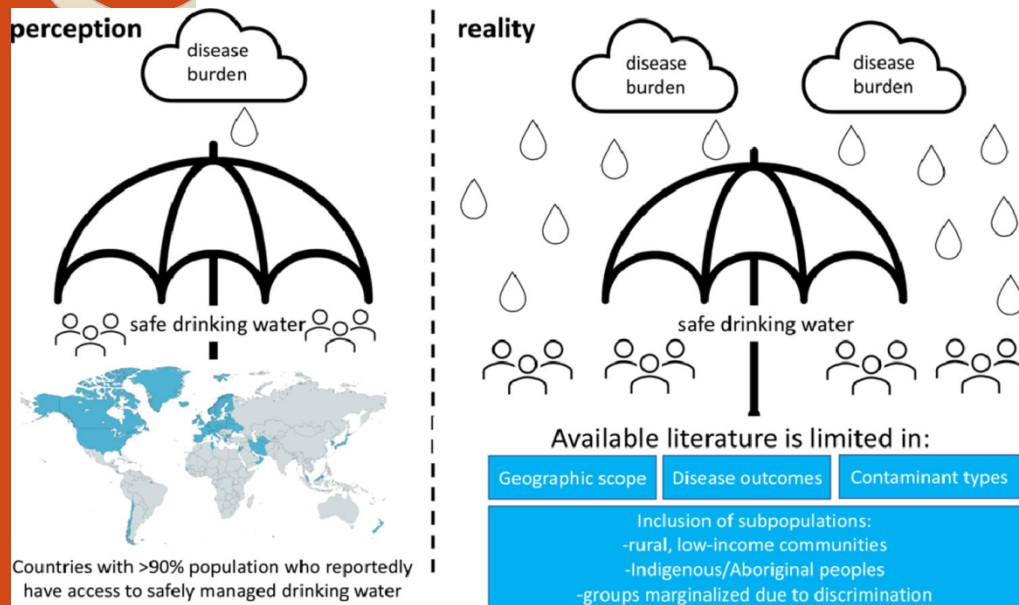 perception
disease
burden
safe drinking water
Countries with >90% population who reportedly
have access to safely managed drinking water
reality
disease
burden
disease
burden
safe drinking water
Available literature is limited in:
Geographic scope
Disease outcomes
Contaminant types
Inclusion of subpopulations:
-rural, low-income communities
-Indigenous/Aboriginal peoples
-groups marginalized due to discrimination